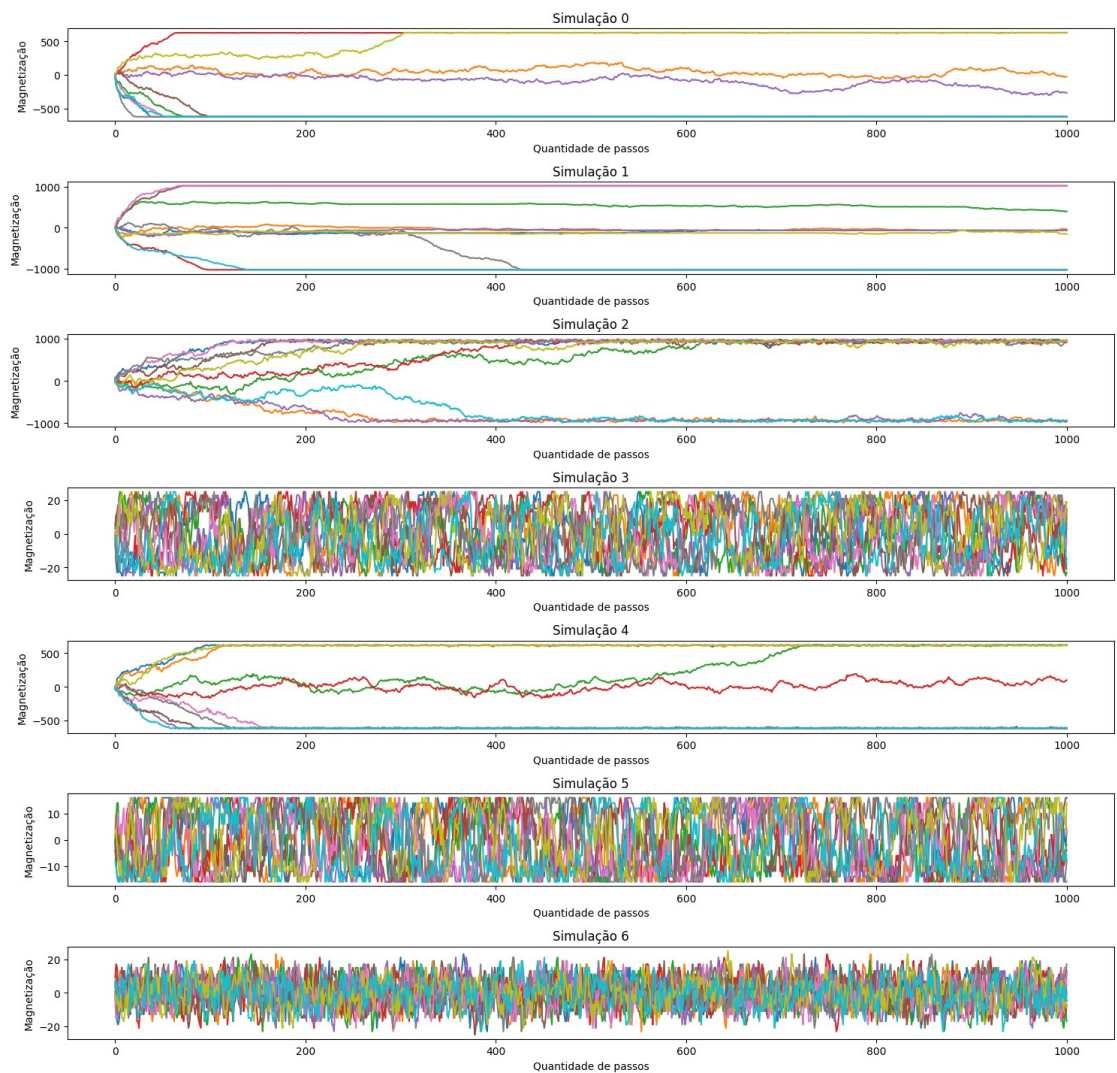 Simulação 0
Magnetização
500
0
−500
0 200 400 600 800 1000
Quantidade de passos
Simulação 1
Magnetização
1000
0
−1000
0 200 400 600 800 1000
Quantidade de passos
Simulação 2
Magnetização
1000
0
−1000
0 200 400 600 800 1000
Quantidade de passos
Simulação 3
Magnetização
20
0
−20
0 200 400 600 800 1000
Quantidade de passos
Simulação 4
Magnetização
500
0
−500
0 200 400 600 800 1000
Quantidade de passos
Simulação 5
Magnetização
10
0
−10
0 200 400 600 800 1000
Quantidade de passos
Simulação 6
Magnetização
20
0
−20
0 200 400 600 800 1000
Quantidade de passos